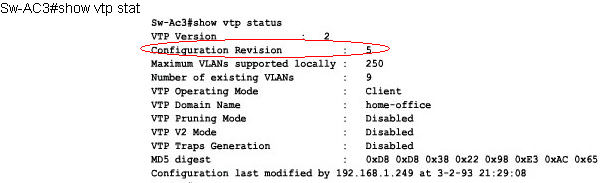 Sw-AC3#show vtp stat
Sw-Ac3#show vtp status
VTP Version : 2
Configuration Revision : 5
Maximum VLANs supported locally : 250
Number of existing VLANs : 9
VTP Operating Mode : Client
VTP Domain Name : home-office
VTP Pruning Mode : Disabled
VTP V2 Mode : Disabled
VTP Traps Generation : Disabled
MD5 digest : 0xD8 0xD8 0x38 0x22 0x98 0xE3 0xAC 0x65
Configuration last modified by 192.168.1.249 at 3-2-93 21:29:08